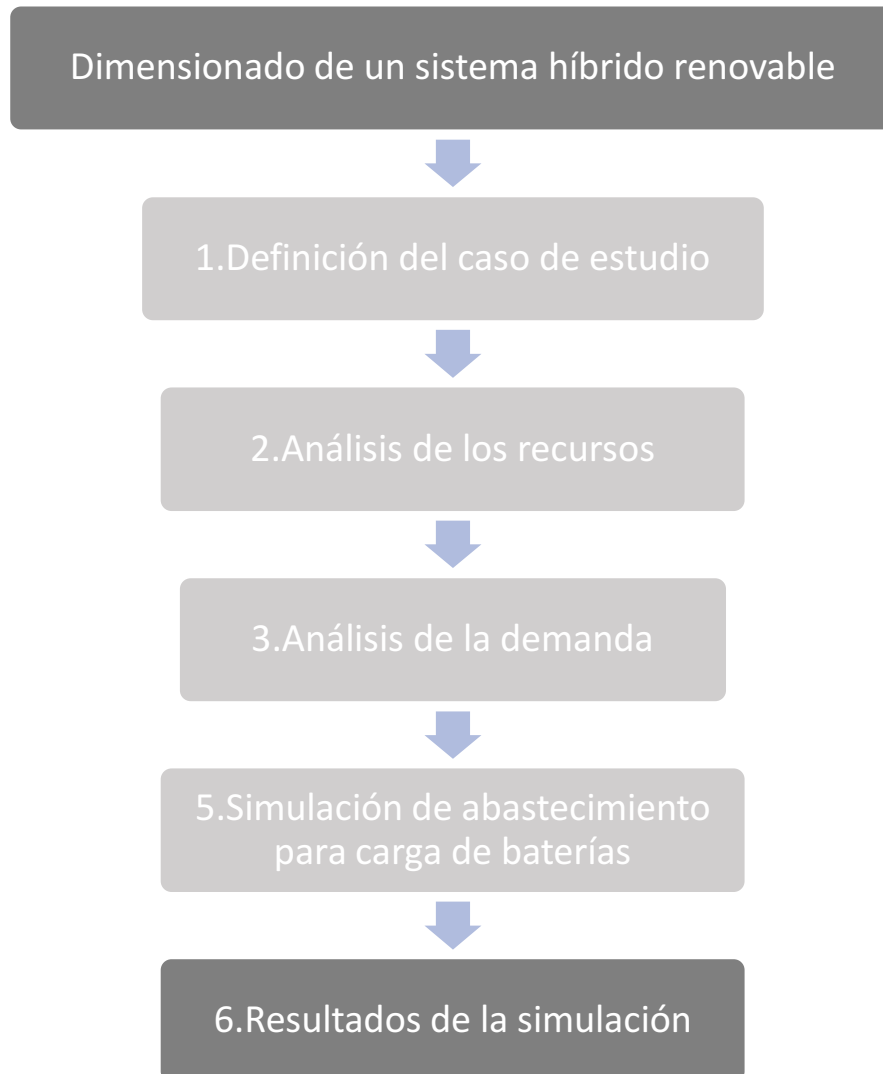 Dimensionado de un sistema híbrido renovable
1.Definición del caso de estudio
2.Análisis de los recursos
3.Análisis de la demanda
5.Simulación de abastecimiento
para carga de baterías
6.Resultados de la simulación